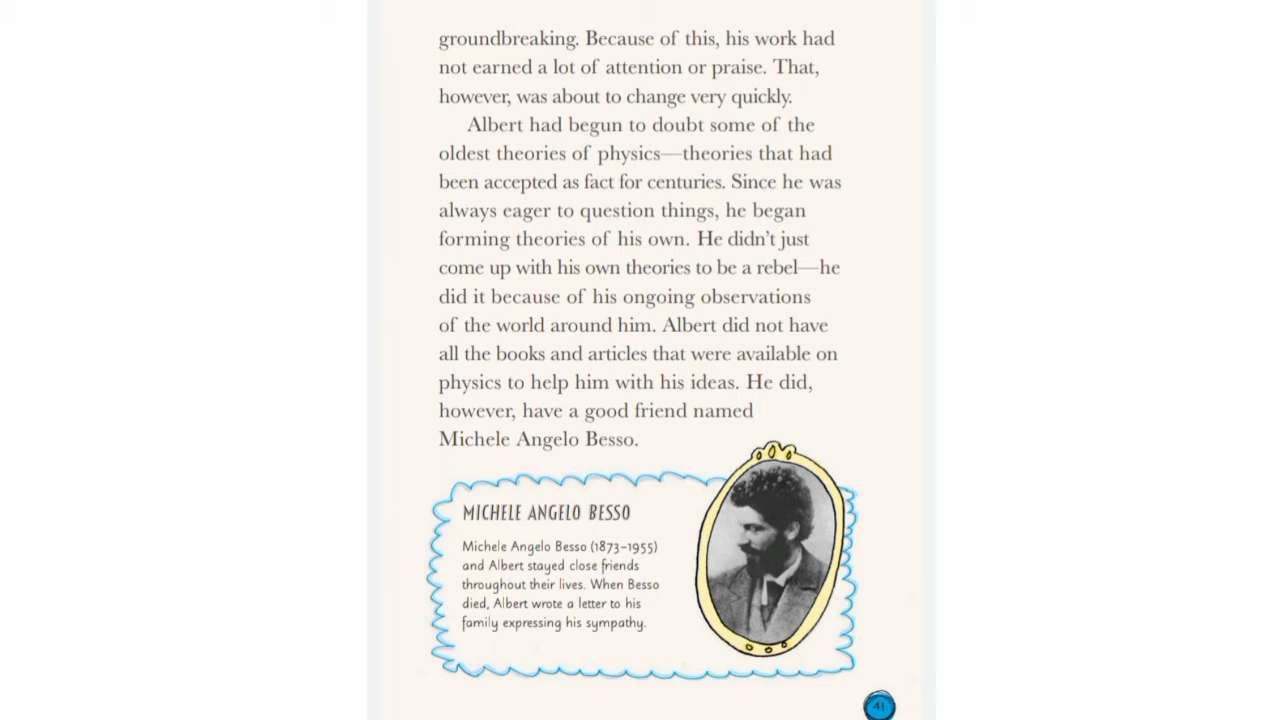 groundbreaking. Because of this, his work had
not earned a lot of attention or praise. That,
however, was about to change very quickly.
Albert had begun to doubt some of the
oldest theories of physics—theories that had
been accepted as fact for centuries. Since he was
always eager to question things, he began
forming theories of his own. He didn’t just
come up with his own theories to be a rebel—he
did it because of his ongoing observations
of the world around him. Albert did not have
all the books and articles that were available on
physics to help him with his ideas. He did,
however, have a good friend named
Michele Angelo Besso.
MICHELE ANGELO BESSO
Michele Angelo Besso (1873–1955)
and Albert stayed close friends
throughout their lives. When Besso
died, Albert wrote a letter to his
family expressing his sympathy.
41